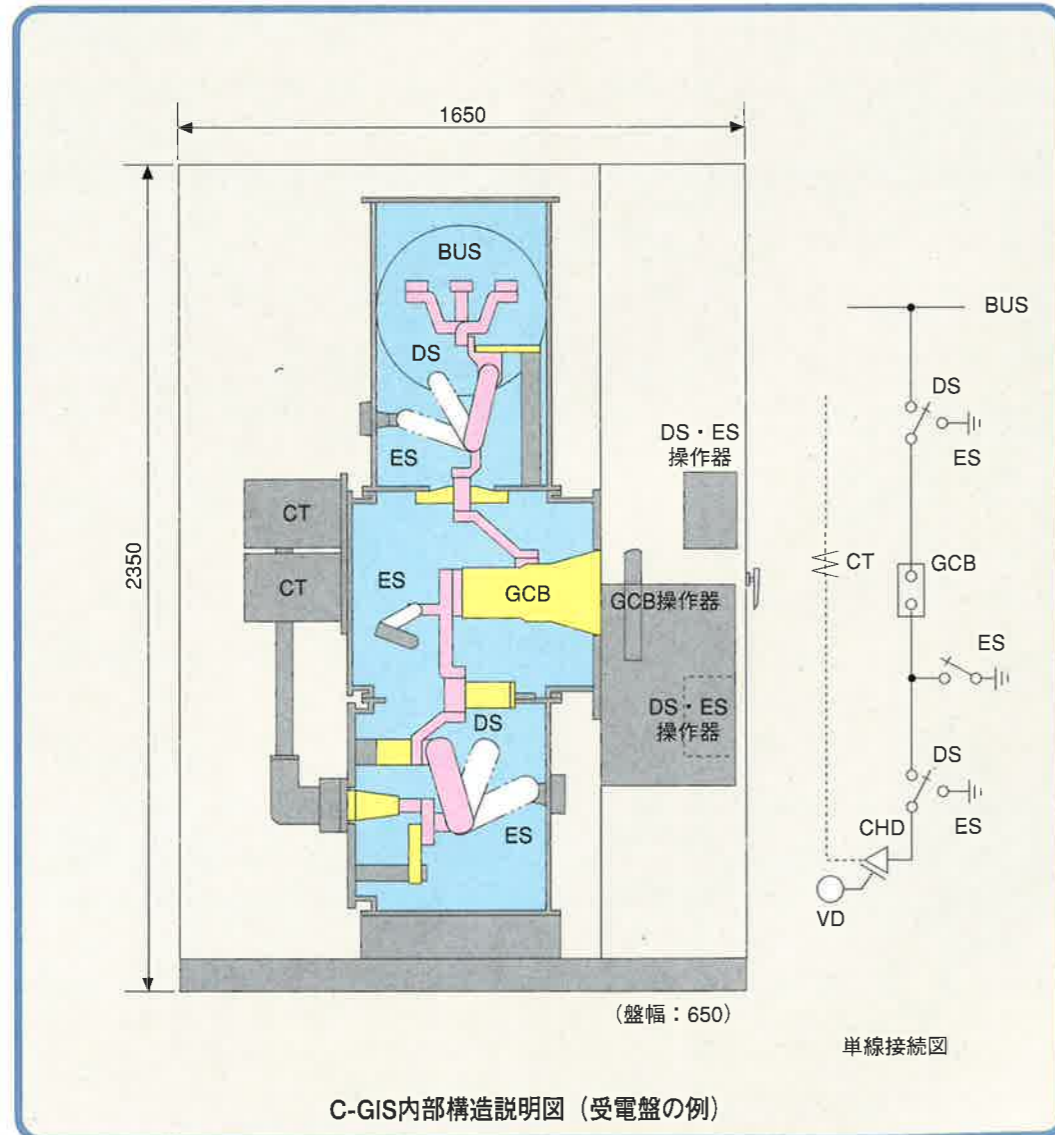 1650
2350
BUS
DS
ES
CT
CT
ES
GCB
DS
ES
DS・ES
操作器
GCB操作器
DS・ES
操作器
(盤幅：650)
BUS
DS
ES
CT
GCB
ES
DS
ES
CHD
VD
単線接続図
C-GIS内部構造説明図（受電盤の例）